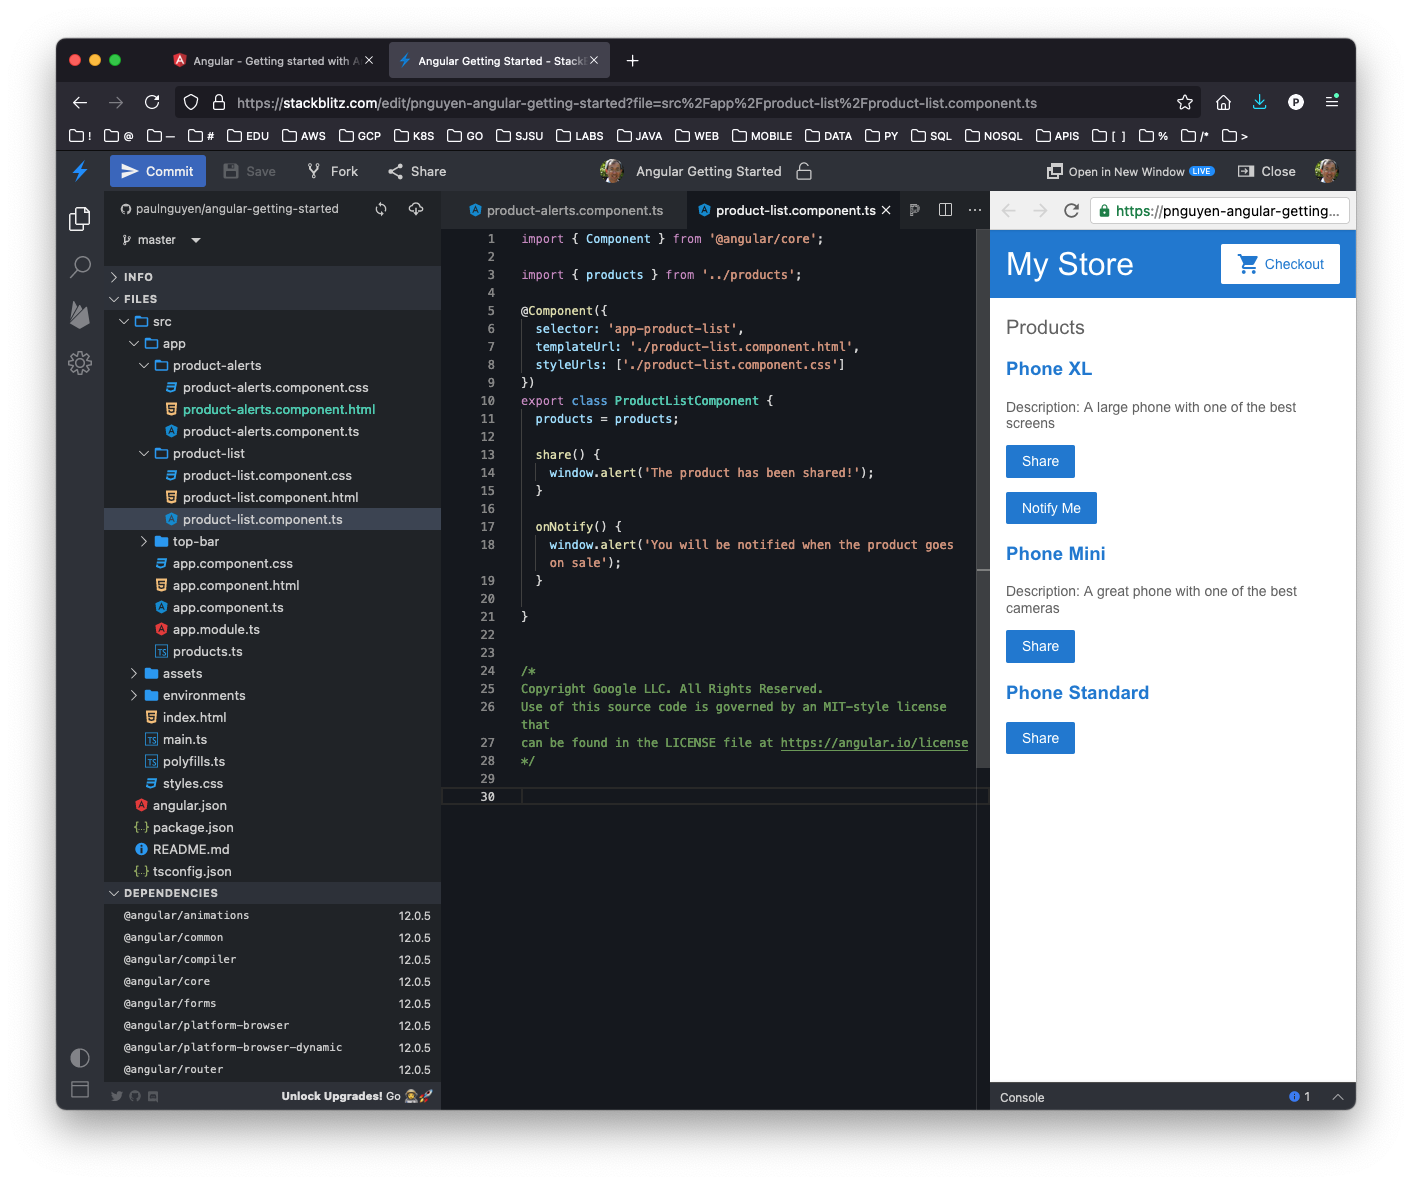 Angular - Getting started with A
Angular Getting Started - StackB
https://stackblitz.com/edit/pnguyen-angular-getting-started?file=src%2Fapp%2Fproduct-list%2Fproduct-list.component.ts
P
! @ — # EDU AWS GCP K8S GO SJSU LABS JAVA WEB MOBILE DATA PY SQL NOSQL APIS [ ] % /* >
Commit Save Fork Share Angular Getting Started Open in New Window LIVE Close
paulnguyen/angular-getting-started
master
INFO
FILES
src
app
product-alerts
product-alerts.component.css
product-alerts.component.html
product-alerts.component.ts
product-list
product-list.component.css
product-list.component.html
product-list.component.ts
top-bar
app.component.css
app.component.html
app.component.ts
app.module.ts
products.ts
assets
environments
index.html
main.ts
polyfills.ts
styles.css
angular.json
package.json
README.md
tsconfig.json
DEPENDENCIES
@angular/animations 12.0.5
@angular/common 12.0.5
@angular/compiler 12.0.5
@angular/core 12.0.5
@angular/forms 12.0.5
@angular/platform-browser 12.0.5
@angular/platform-browser-dynamic 12.0.5
@angular/router 12.0.5
Unlock Upgrades! Go
product-alerts.component.ts product-list.component.ts
1 import { Component } from '@angular/core';
2
3 import { products } from '../products';
4
5 @Component({
6 selector: 'app-product-list',
7 templateUrl: './product-list.component.html',
8 styleUrls: ['./product-list.component.css']
9 })
10 export class ProductListComponent {
11 products = products;
12
13 share() {
14 window.alert('The product has been shared!');
15 }
16
17 onNotify() {
18 window.alert('You will be notified when the product goes
on sale');
19 }
20
21 }
22
23
24 /*
25 Copyright Google LLC. All Rights Reserved.
26 Use of this source code is governed by an MIT-style license
that
27 can be found in the LICENSE file at https://angular.io/license
28 */
29
30
https://pnguyen-angular-getting...
My Store
Checkout
Products
Phone XL
Description: A large phone with one of the best
screens
Share
Notify Me
Phone Mini
Description: A great phone with one of the best
cameras
Share
Phone Standard
Share
Console 1